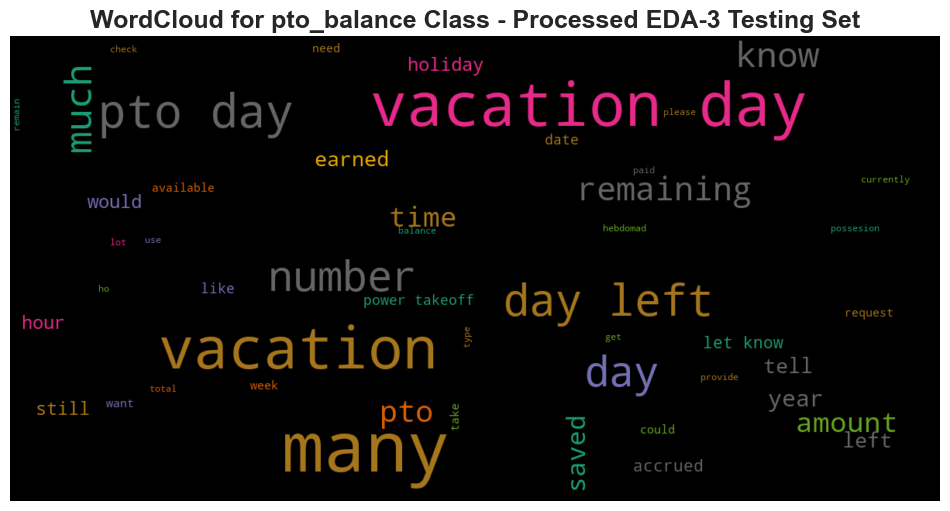 WordCloud for pto_balance Class - Processed EDA-3 Testing Set
check
need
know
holiday
remain
much
pto day
vacation day
please
date
earned
available
paid
currently
would
remaining
time
balance
hebdomad
possesion
lot
use
number
ho
like
power takeoff
day left
request
hour
vacation
type
get
let know
day
tell
provide
total
week
want
still
pto
take
year
amount
left
many
saved
could
accrued